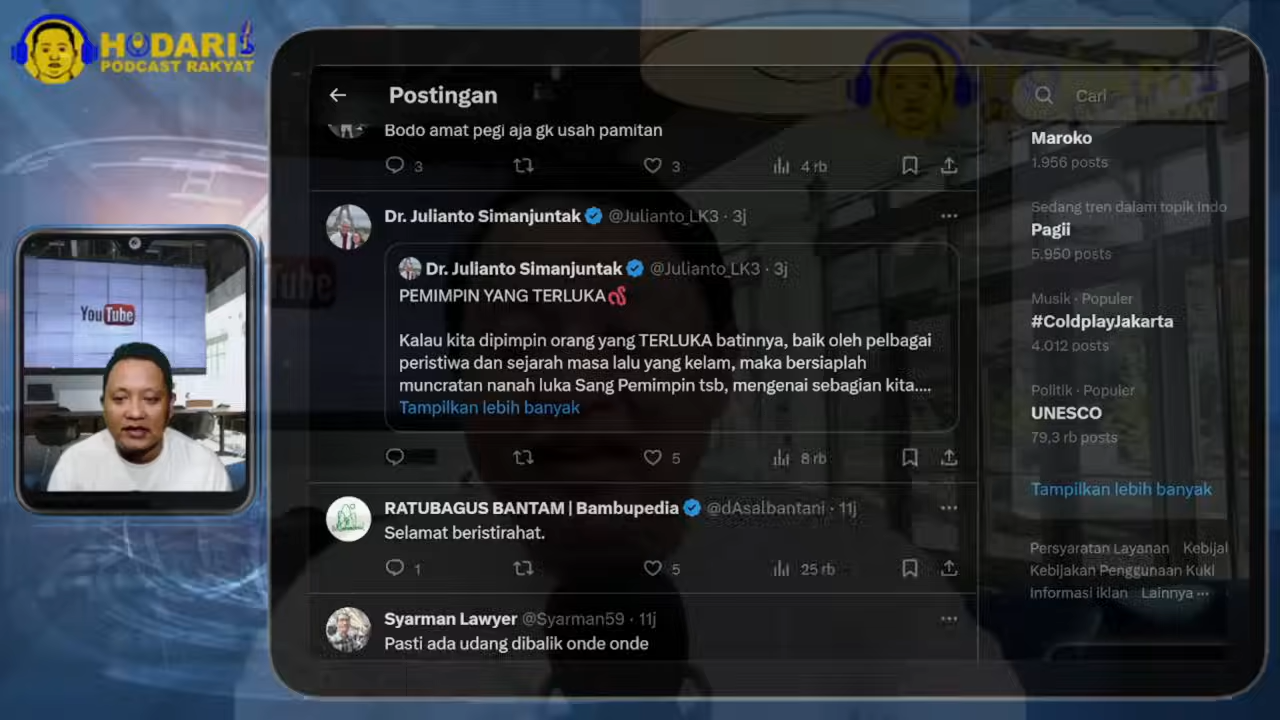 HODARI
PODCAST RAKYAT
YouTube
Postingan
Bodo amat pegi aja gk usah pamitan
3
3
4 rb
Dr. Julianto Simanjuntak @Julianto_LK3 · 3j
Dr. Julianto Simanjuntak @Julianto_LK3 · 3j
PEMIMPIN YANG TERLUKA
Kalau kita dipimpin orang yang TERLUKA batinnya, baik oleh pelbagai
peristiwa dan sejarah masa lalu yang kelam, maka bersiaplah
muncratan nanah luka Sang Pemimpin tsb, mengenai sebagian kita....
Tampilkan lebih banyak
5
8 rb
RATUBAGUS BANTAM | Bambupedia @dAsalbantani · 11j
Selamat beristirahat.
1
5
25 rb
Syarman Lawyer @Syarman59 · 11j
Pasti ada udang dibalik onde onde
Cari
Maroko
1.956 posts
Sedang tren dalam topik Indo
Pagii
5.950 posts
Musik · Populer
#ColdplayJakarta
4.012 posts
Politik · Populer
UNESCO
79,3 rb posts
Tampilkan lebih banyak
Persyaratan Layanan Kebijal
Kebijakan Penggunaan Kuki
Informasi iklan Lainnya ···